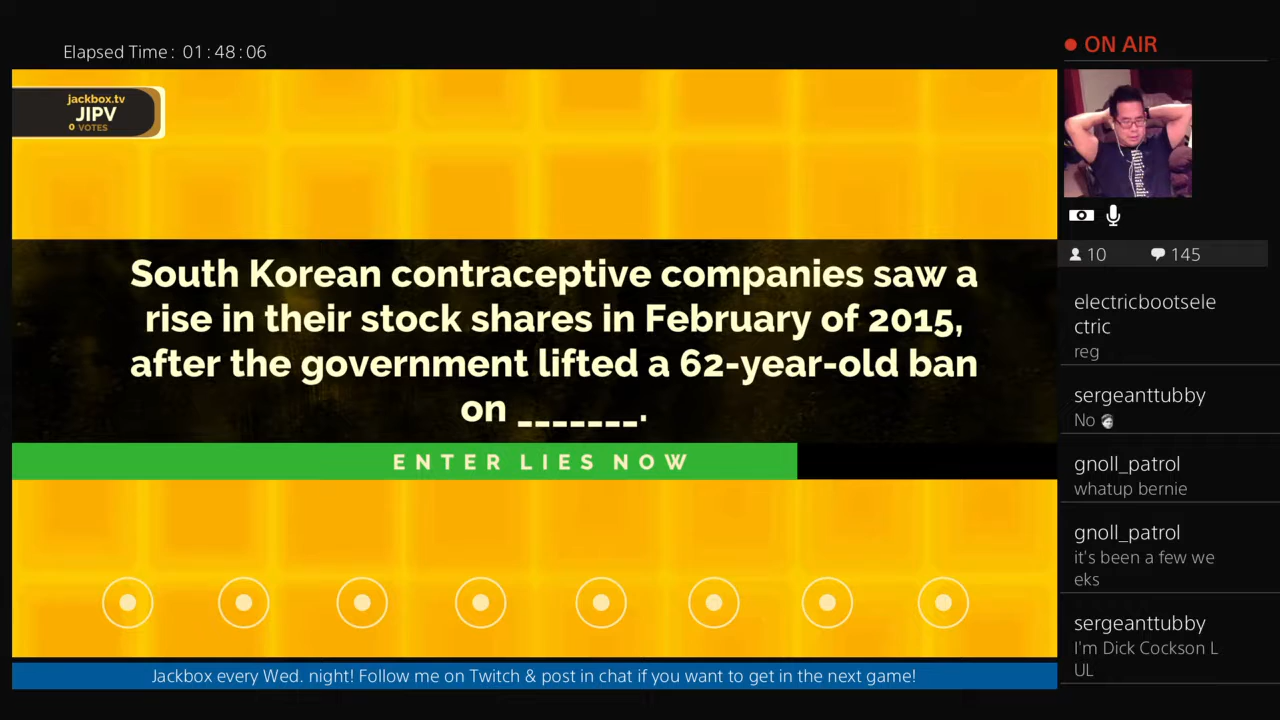 Elapsed Time: 01:48:06
ON AIR
jackbox.tv
JIPV
0 VOTES
South Korean contraceptive companies saw a
rise in their stock shares in February of 2015,
after the government lifted a 62-year-old ban
on _______.
ENTER LIES NOW
Jackbox every Wed. night! Follow me on Twitch & post in chat if you want to get in the next game!
10 145
electricbootsele
ctric
reg
sergeanttubby
No
gnoll_patrol
whatup bernie
gnoll_patrol
it's been a few we
eks
sergeanttubby
I'm Dick Cockson L
UL